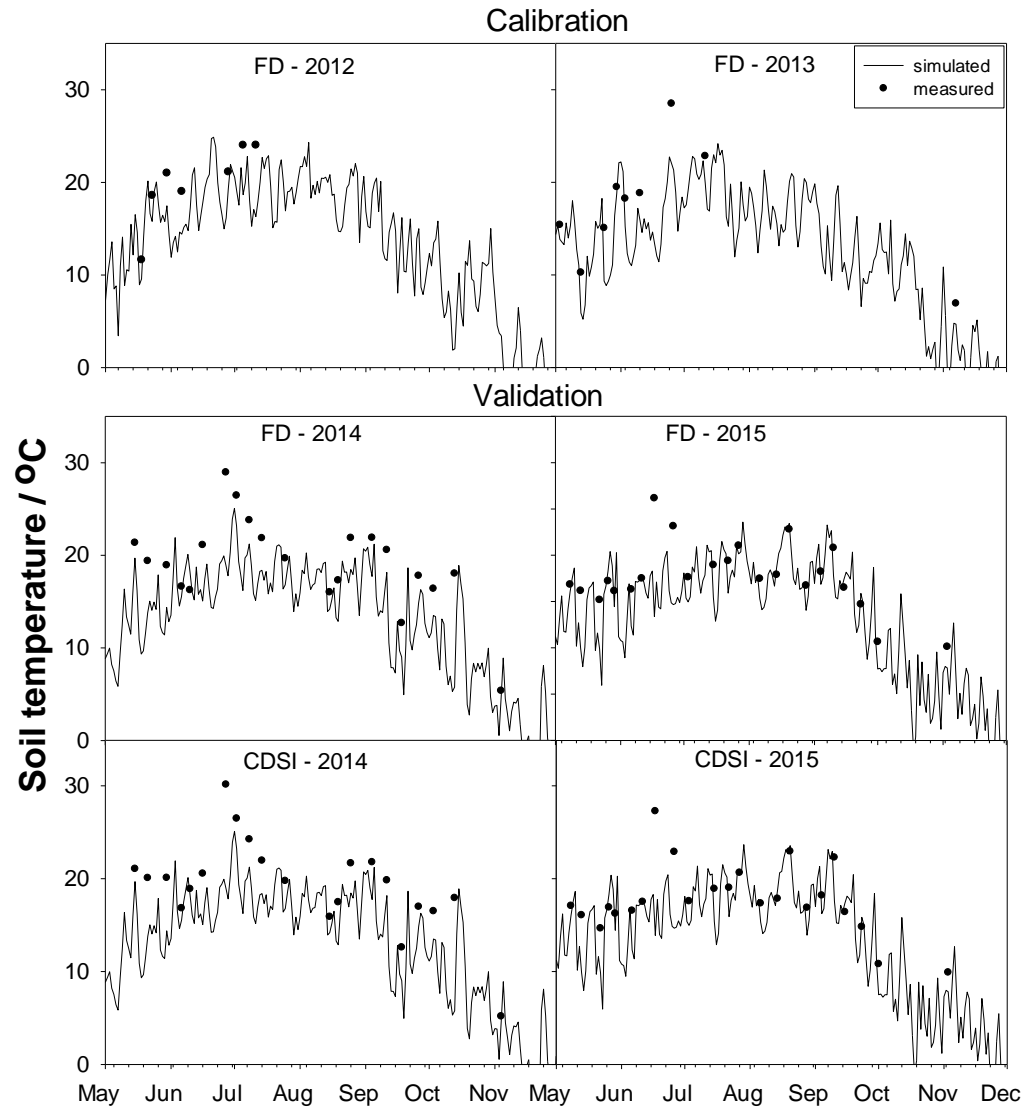 Calibration
FD - 2012
FD - 2013
simulated
measured
30
20
10
0
Validation
FD - 2014
FD - 2015
30
20
10
0
CDSI - 2014
CDSI - 2015
30
20
10
0
Soil temperature / ºC
May Jun Jul Aug Sep Oct Nov May Jun Jul Aug Sep Oct Nov Dec